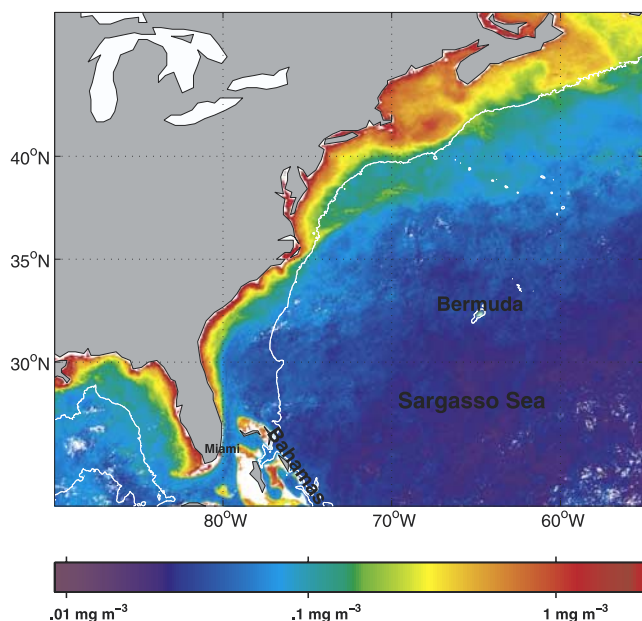 40°N
35°N
Bermuda
30°N
Sargasso Sea
Miami
Bahamas
80°W
70°W
60°W
.01 mg m⁻³
.1 mg m⁻³
1 mg m⁻³